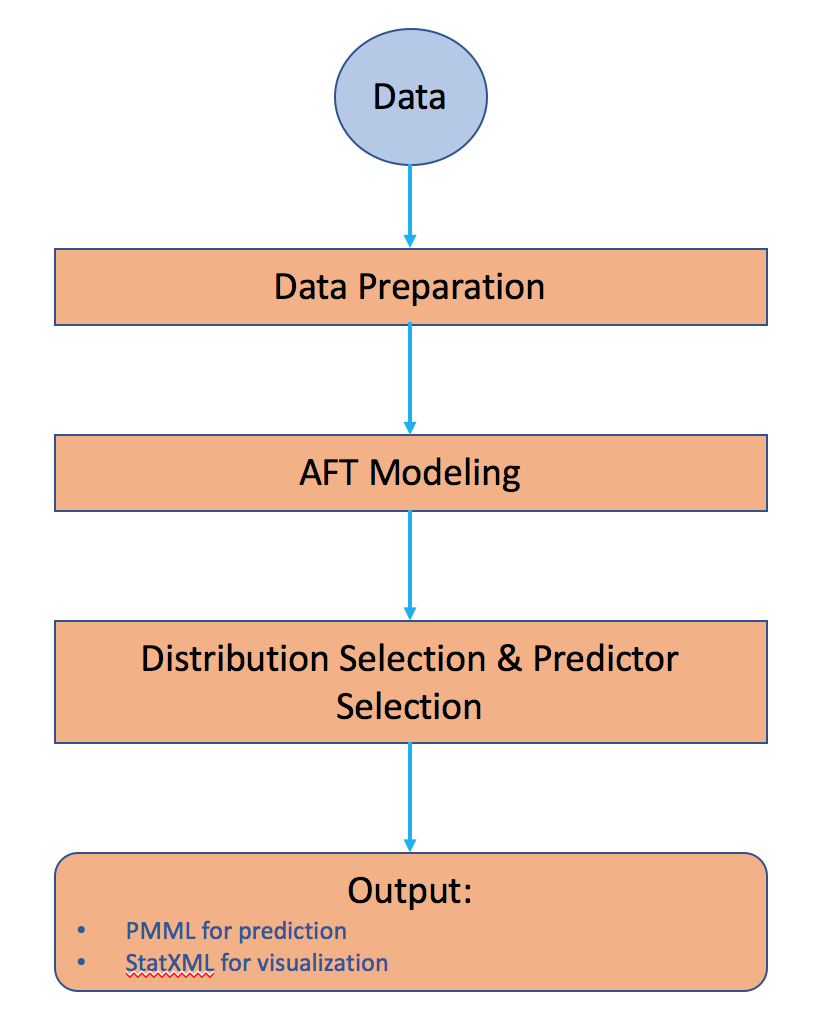 Data
Data Preparation
AFT Modeling
Distribution Selection & Predictor
Selection
Output:
• PMML for prediction
• StatXML for visualization